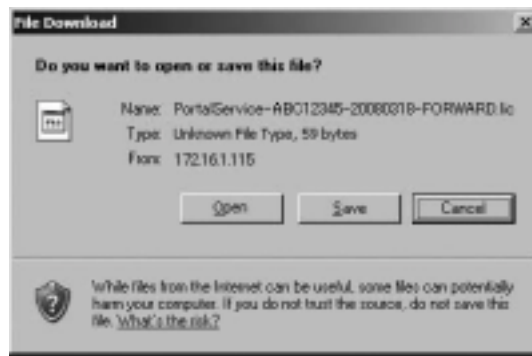 File Download
Do you want to open or save this file?
Name: PortalService-ABC12345-20080318-FORWARD.lic
Type: Unknown File Type, 59 bytes
From: 172.16.1.115
Open Save Cancel
While files from the Internet can be useful, some files can potentially
harm your computer. If you do not trust the source, do not save this
file. What's the risk?